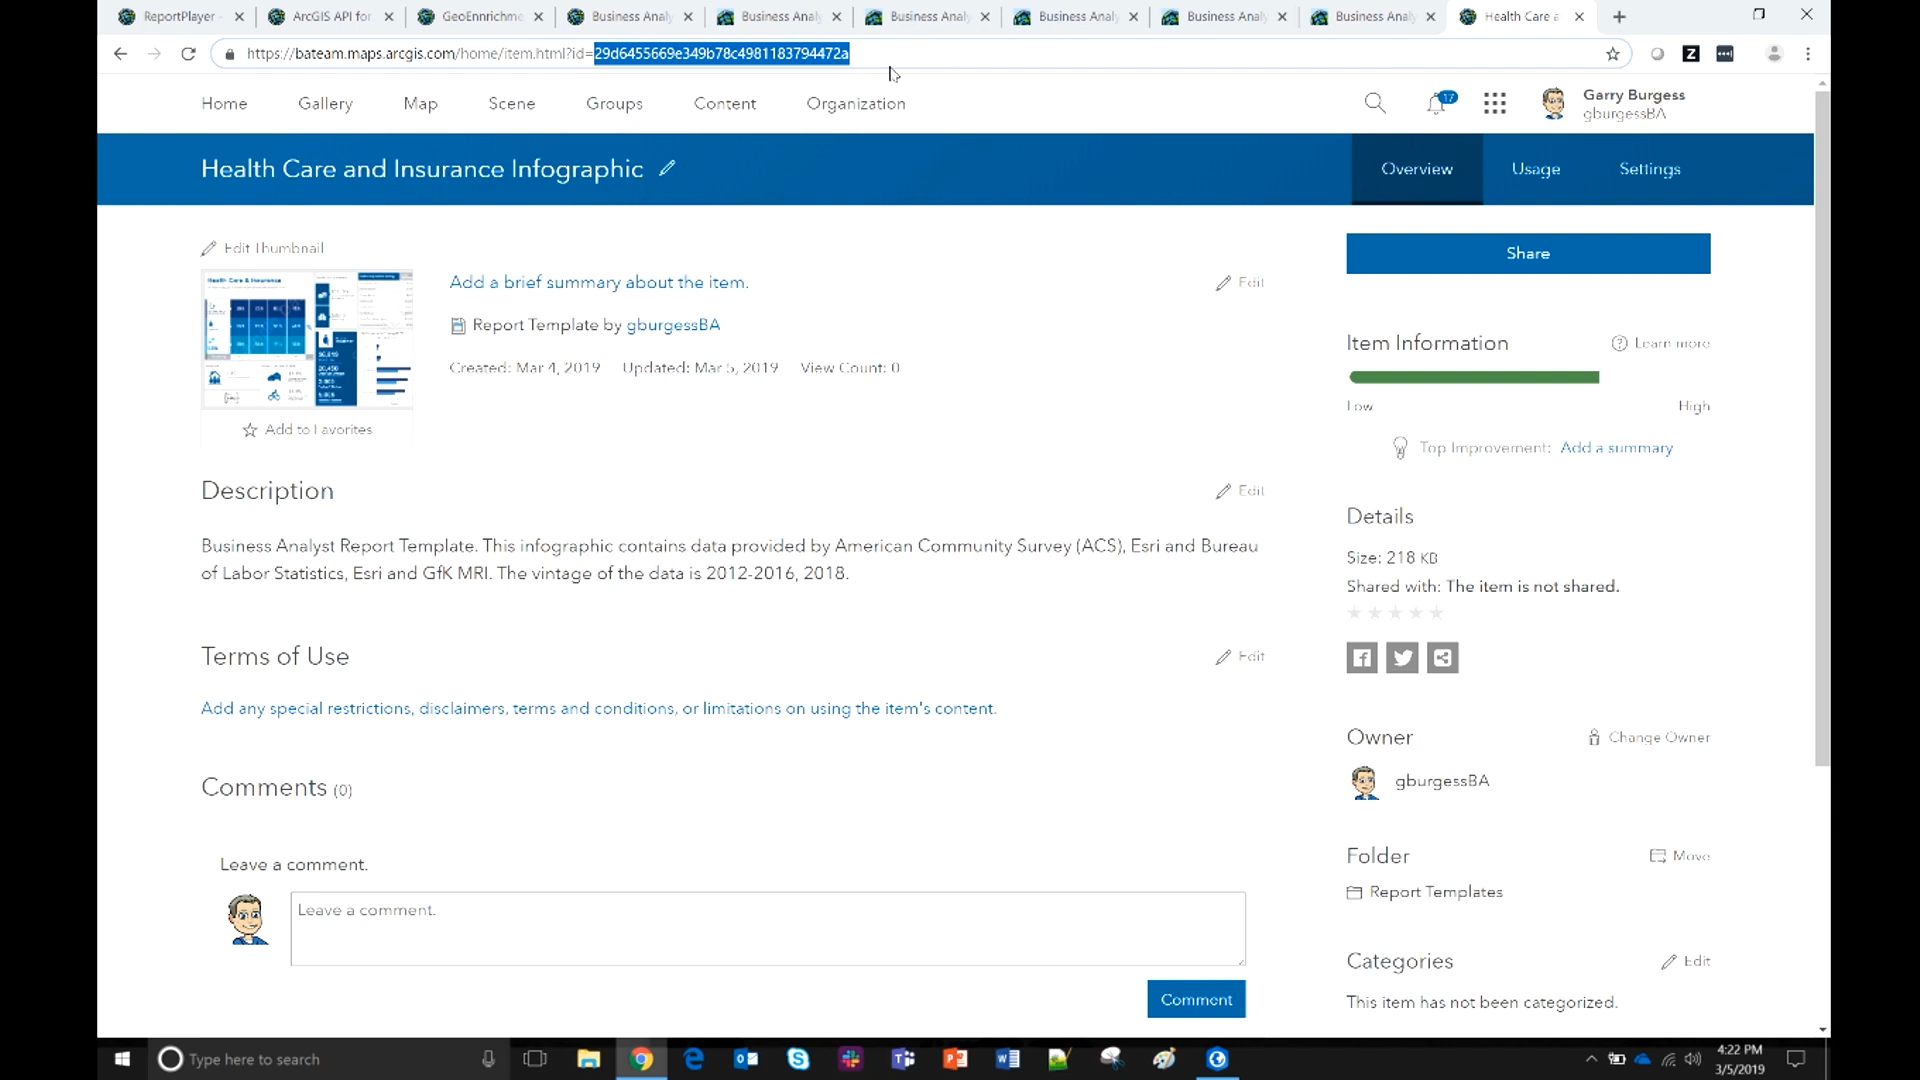 ReportPlayer
ArcGIS API for
GeoEnrichme
Business Analy
Business Analy
Business Analy
Business Analy
Business Analy
Business Analy
Health Care a
https://bateam.maps.arcgis.com/home/item.html?id=29d6455669e349b78c4981183794472a
Home Gallery Map Scene Groups Content Organization
17
Garry Burgess
gburgessBA
Health Care and Insurance Infographic
Overview Usage Settings
Edit Thumbnail
Health Care & Insurance
Add to Favorites
Add a brief summary about the item.
Edit
Report Template by gburgessBA
Created: Mar 4, 2019 Updated: Mar 5, 2019 View Count: 0
Share
Item Information
Learn more
Low High
Top Improvement: Add a summary
Description
Edit
Business Analyst Report Template. This infographic contains data provided by American Community Survey (ACS), Esri and Bureau
of Labor Statistics, Esri and GfK MRI. The vintage of the data is 2012-2016, 2018.
Details
Size: 218 KB
Shared with: The item is not shared.
Terms of Use
Edit
Add any special restrictions, disclaimers, terms and conditions, or limitations on using the item's content.
Owner
Change Owner
gburgessBA
Comments (0)
Leave a comment.
Leave a comment.
Comment
Folder
Move
Report Templates
Categories
Edit
This item has not been categorized.
Type here to search
4:22 PM
3/5/2019